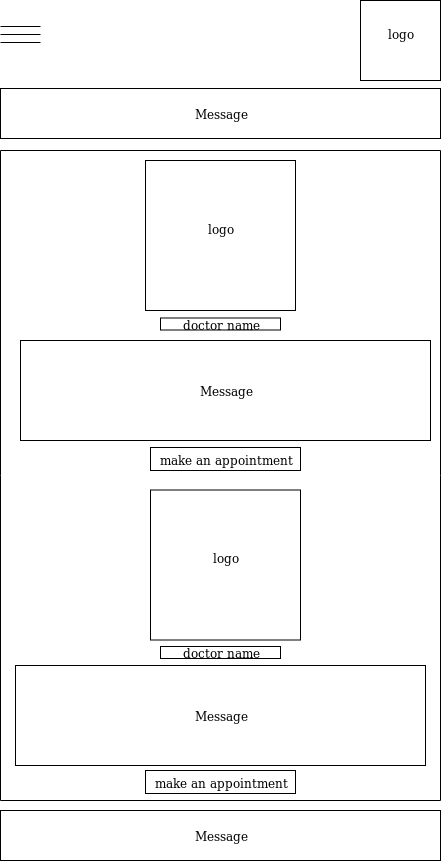 logo
Message
logo
doctor name
Message
make an appointment
logo
doctor name
Message
make an appointment
Message